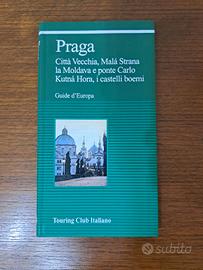 Praga
Città Vecchia, Malá Strana
la Moldava e ponte Carlo
Kutná Hora, i castelli boemi
Guide d'Europa
Touring Club Italiano
subito